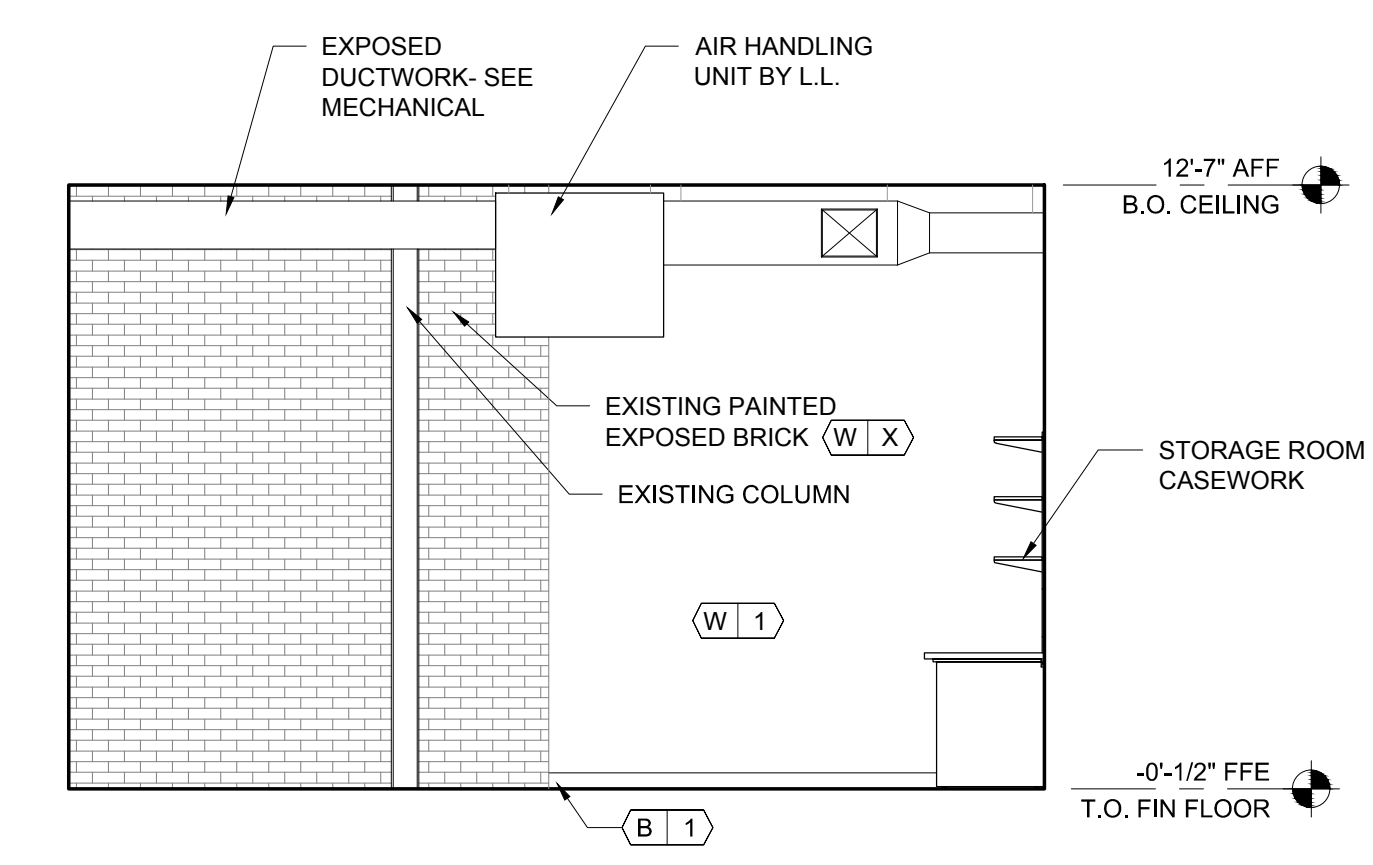 EXPOSED
DUCTWORK- SEE
MECHANICAL
AIR HANDLING
UNIT BY L.L.
12'-7" AFF
B.O. CEILING
EXISTING PAINTED
EXPOSED BRICK
W X
EXISTING COLUMN
STORAGE ROOM
CASEWORK
W 1
-0'-1/2" FFE
T.O. FIN FLOOR
B 1